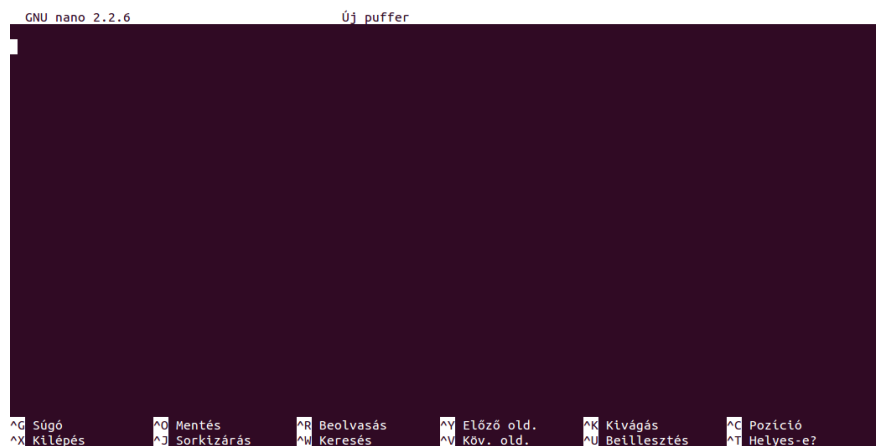 GNU nano 2.2.6 Új puffer
^G Súgó ^O Mentés ^R Beolvasás ^Y Előző old. ^K Kivágás ^C Pozíció
^X Kilépés ^J Sorkizárás ^W Keresés ^V Köv. old. ^U Beillesztés ^T Helyes-e?